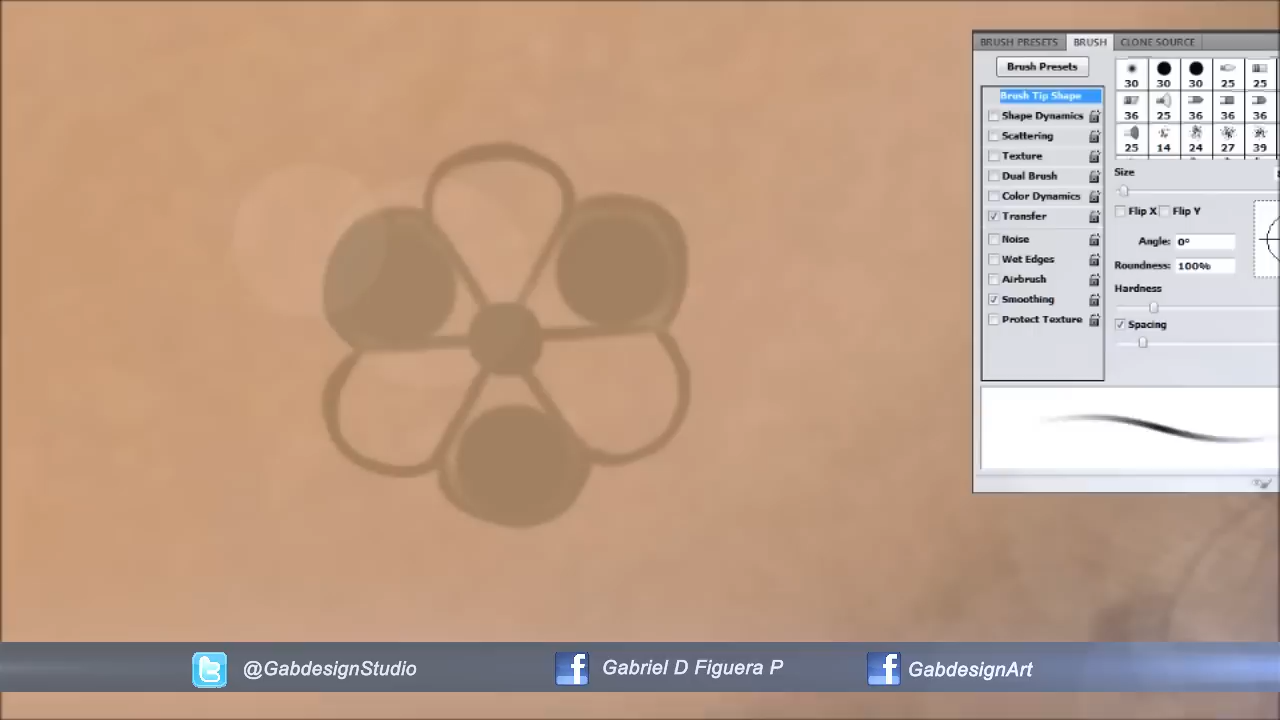 BRUSH PRESETS BRUSH CLONE SOURCE
Brush Presets
Brush Tip Shape
Shape Dynamics
Scattering
Texture
Dual Brush
Color Dynamics
Transfer
Noise
Wet Edges
Airbrush
Smoothing
Protect Texture
30 30 30 25 25
36 25 36 36 36
25 14 24 27 39
Size
Flip X Flip Y
Angle: 0°
Roundness: 100%
Hardness
Spacing
@GabdesignStudio
Gabriel D Figuera P
GabdesignArt